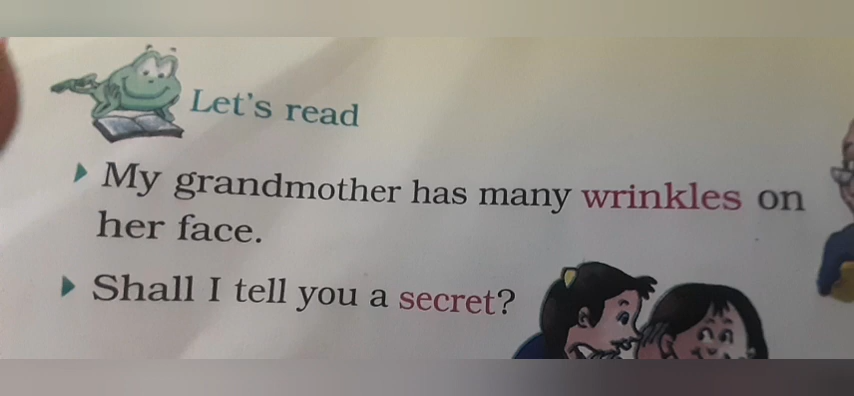 Let's read
My grandmother has many wrinkles on
her face.
Shall I tell you a secret?